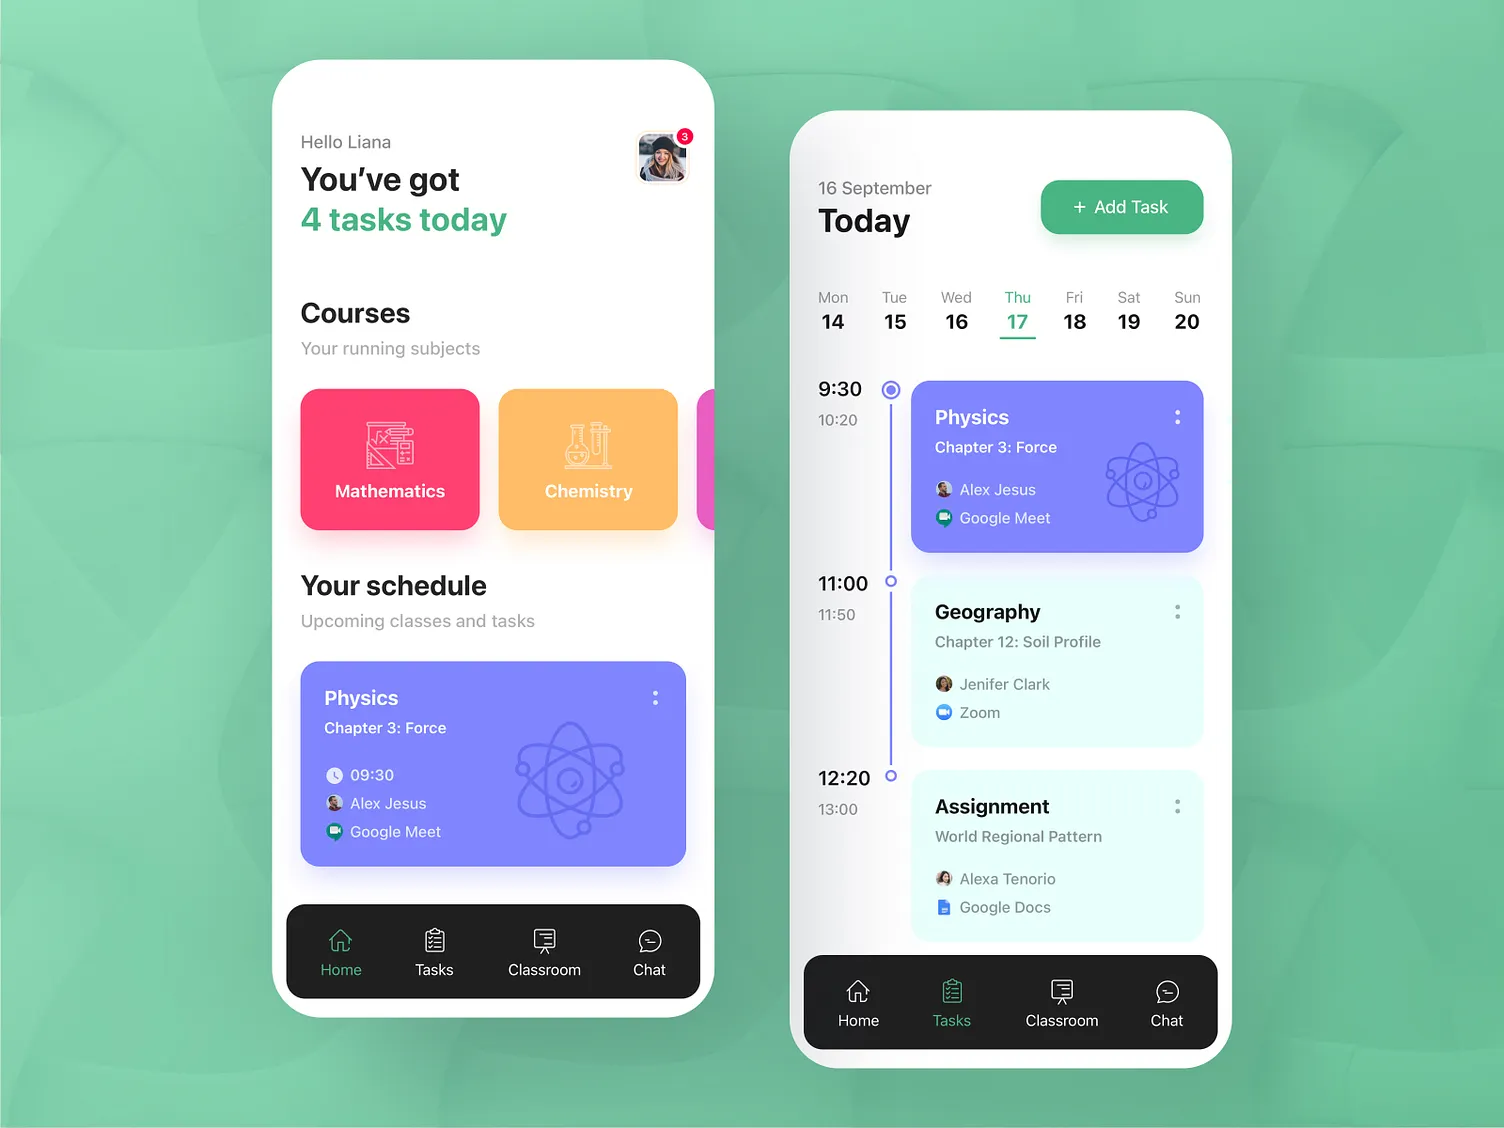 Hello Liana
You've got
4 tasks today
3
Courses
Your running subjects
Mathematics
Chemistry
Your schedule
Upcoming classes and tasks
Physics
Chapter 3: Force
09:30
Alex Jesus
Google Meet
Home Tasks Classroom Chat
16 September
Today
+ Add Task
Mon Tue Wed Thu Fri Sat Sun
14 15 16 17 18 19 20
9:30
10:20
Physics
Chapter 3: Force
Alex Jesus
Google Meet
11:00
11:50
Geography
Chapter 12: Soil Profile
Jenifer Clark
Zoom
12:20
13:00
Assignment
World Regional Pattern
Alexa Tenorio
Google Docs
Home Tasks Classroom Chat